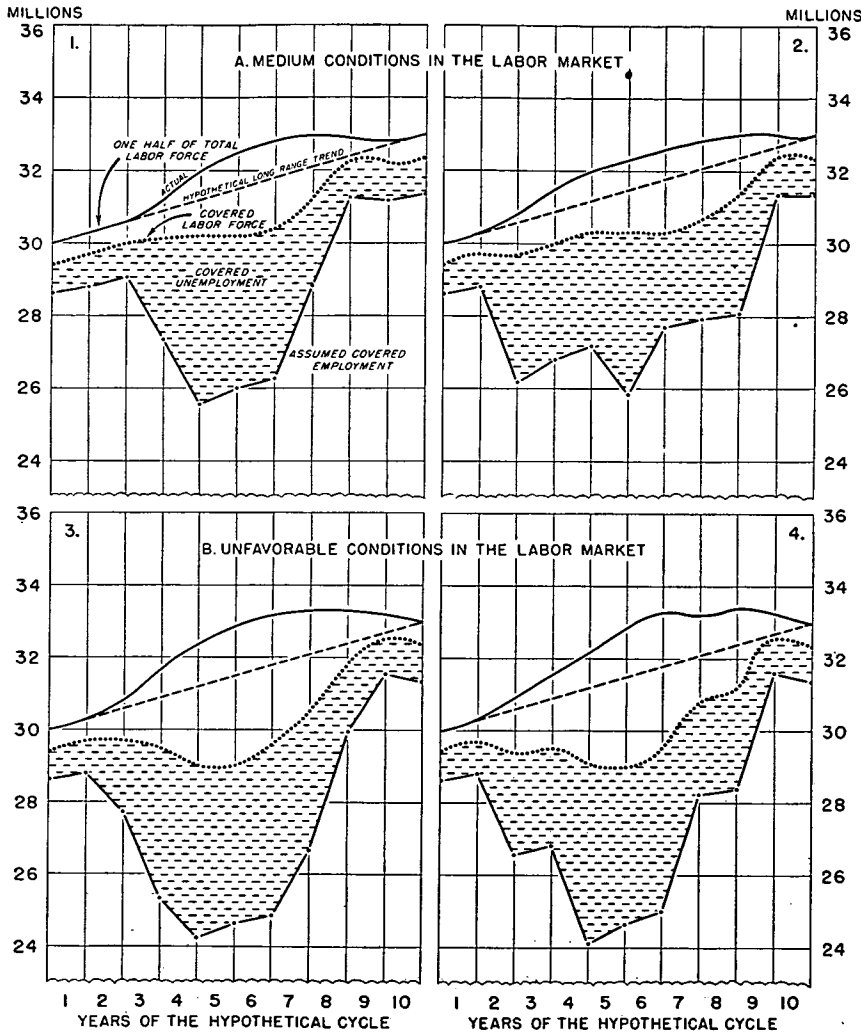 MILLIONS
MILLIONS
36
34
32
30
28
26
24
1.
A. MEDIUM CONDITIONS IN THE LABOR MARKET
2.
36
34
32
30
28
26
24
ONE HALF OF TOTAL
LABOR FORCE
ACTUAL
HYPOTHETICAL LONG RANGE TREND
COVERED
LABOR FORCE
COVERED
UNEMPLOYMENT
ASSUMED COVERED
EMPLOYMENT
36
34
32
30
28
26
24
3.
B. UNFAVORABLE CONDITIONS IN THE LABOR MARKET
4.
36
34
32
30
28
26
24
1 2 3 4 5 6 7 8 9 10
YEARS OF THE HYPOTHETICAL CYCLE
1 2 3 4 5 6 7 8 9 10
YEARS OF THE HYPOTHETICAL CYCLE